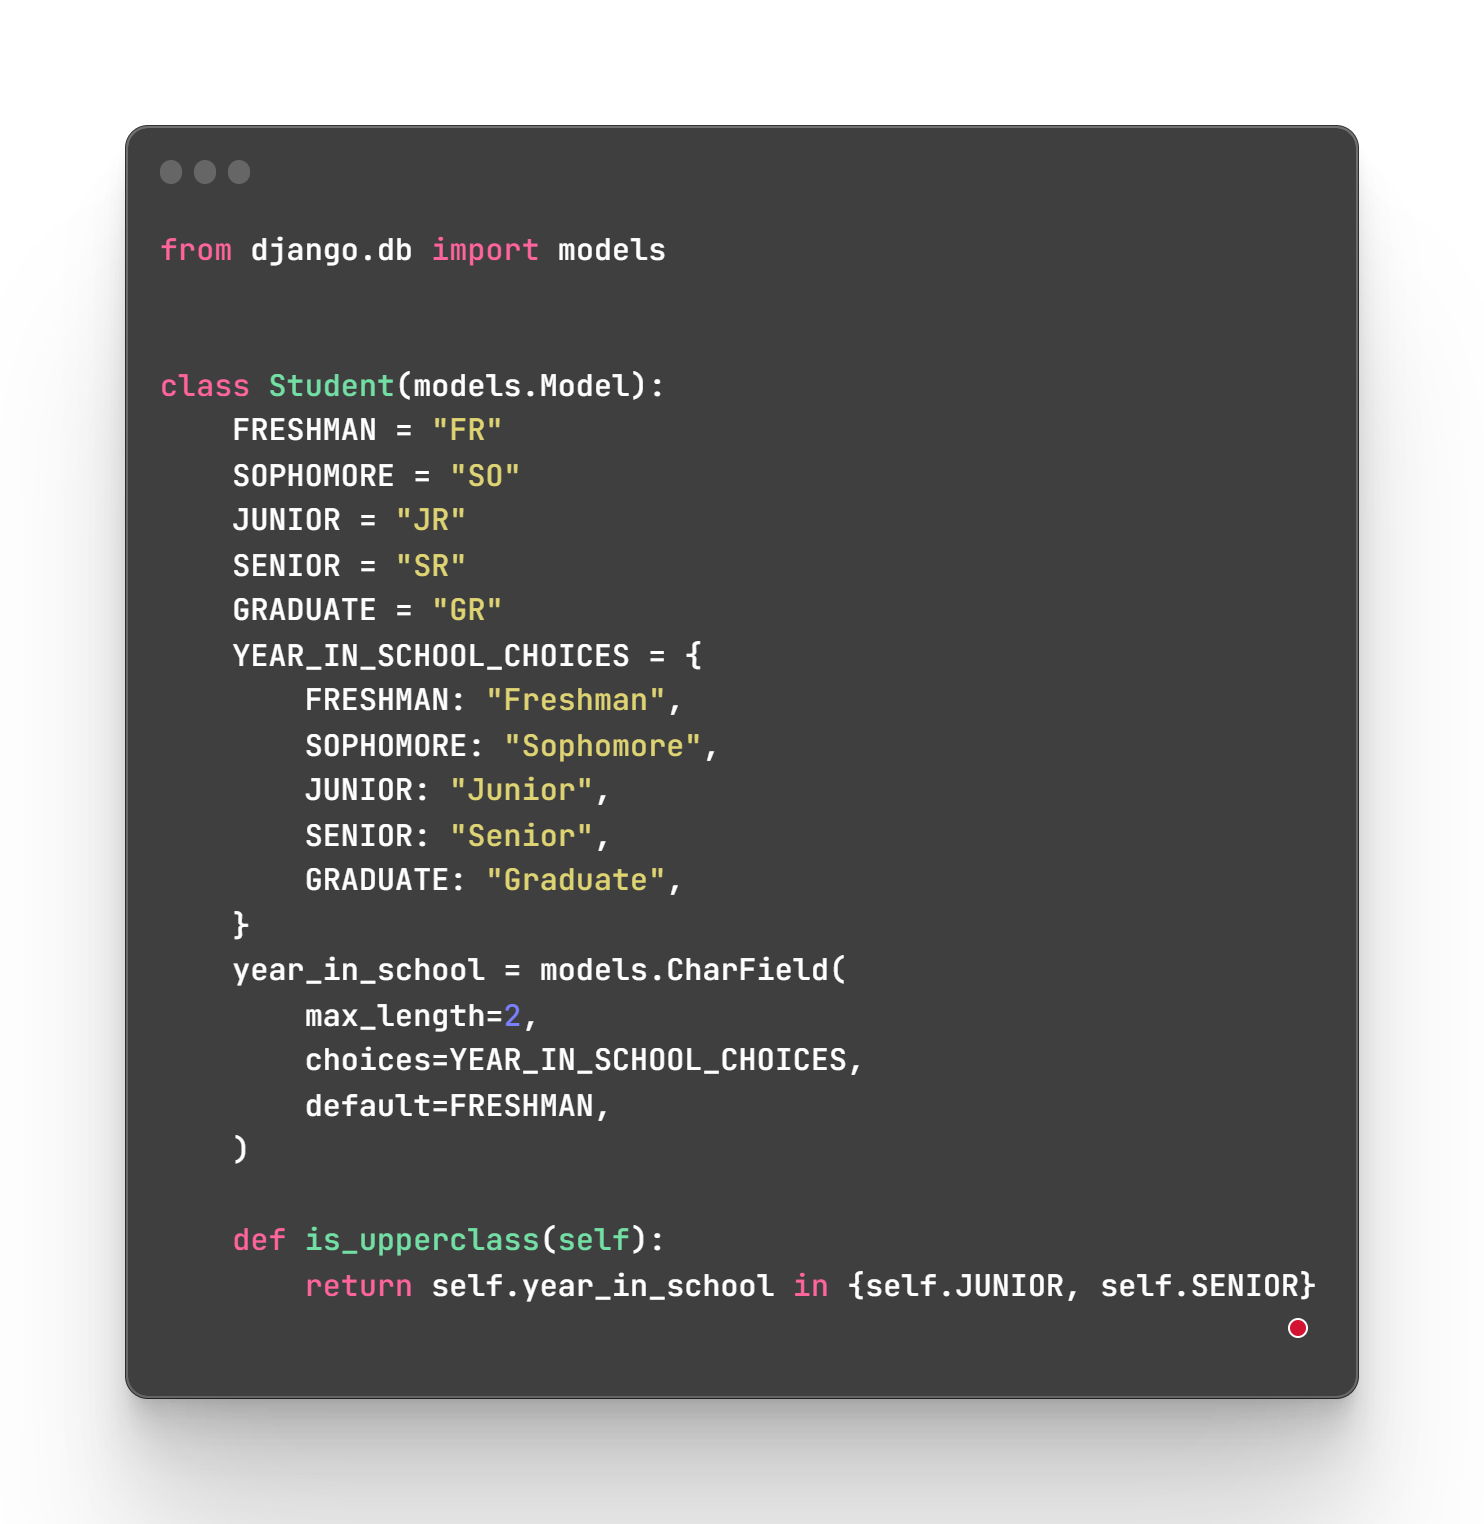 from django.db import models


class Student(models.Model):
    FRESHMAN = "FR"
    SOPHOMORE = "SO"
    JUNIOR = "JR"
    SENIOR = "SR"
    GRADUATE = "GR"
    YEAR_IN_SCHOOL_CHOICES = {
        FRESHMAN: "Freshman",
        SOPHOMORE: "Sophomore",
        JUNIOR: "Junior",
        SENIOR: "Senior",
        GRADUATE: "Graduate",
    }
    year_in_school = models.CharField(
        max_length=2,
        choices=YEAR_IN_SCHOOL_CHOICES,
        default=FRESHMAN,
    )

    def is_upperclass(self):
        return self.year_in_school in {self.JUNIOR, self.SENIOR}